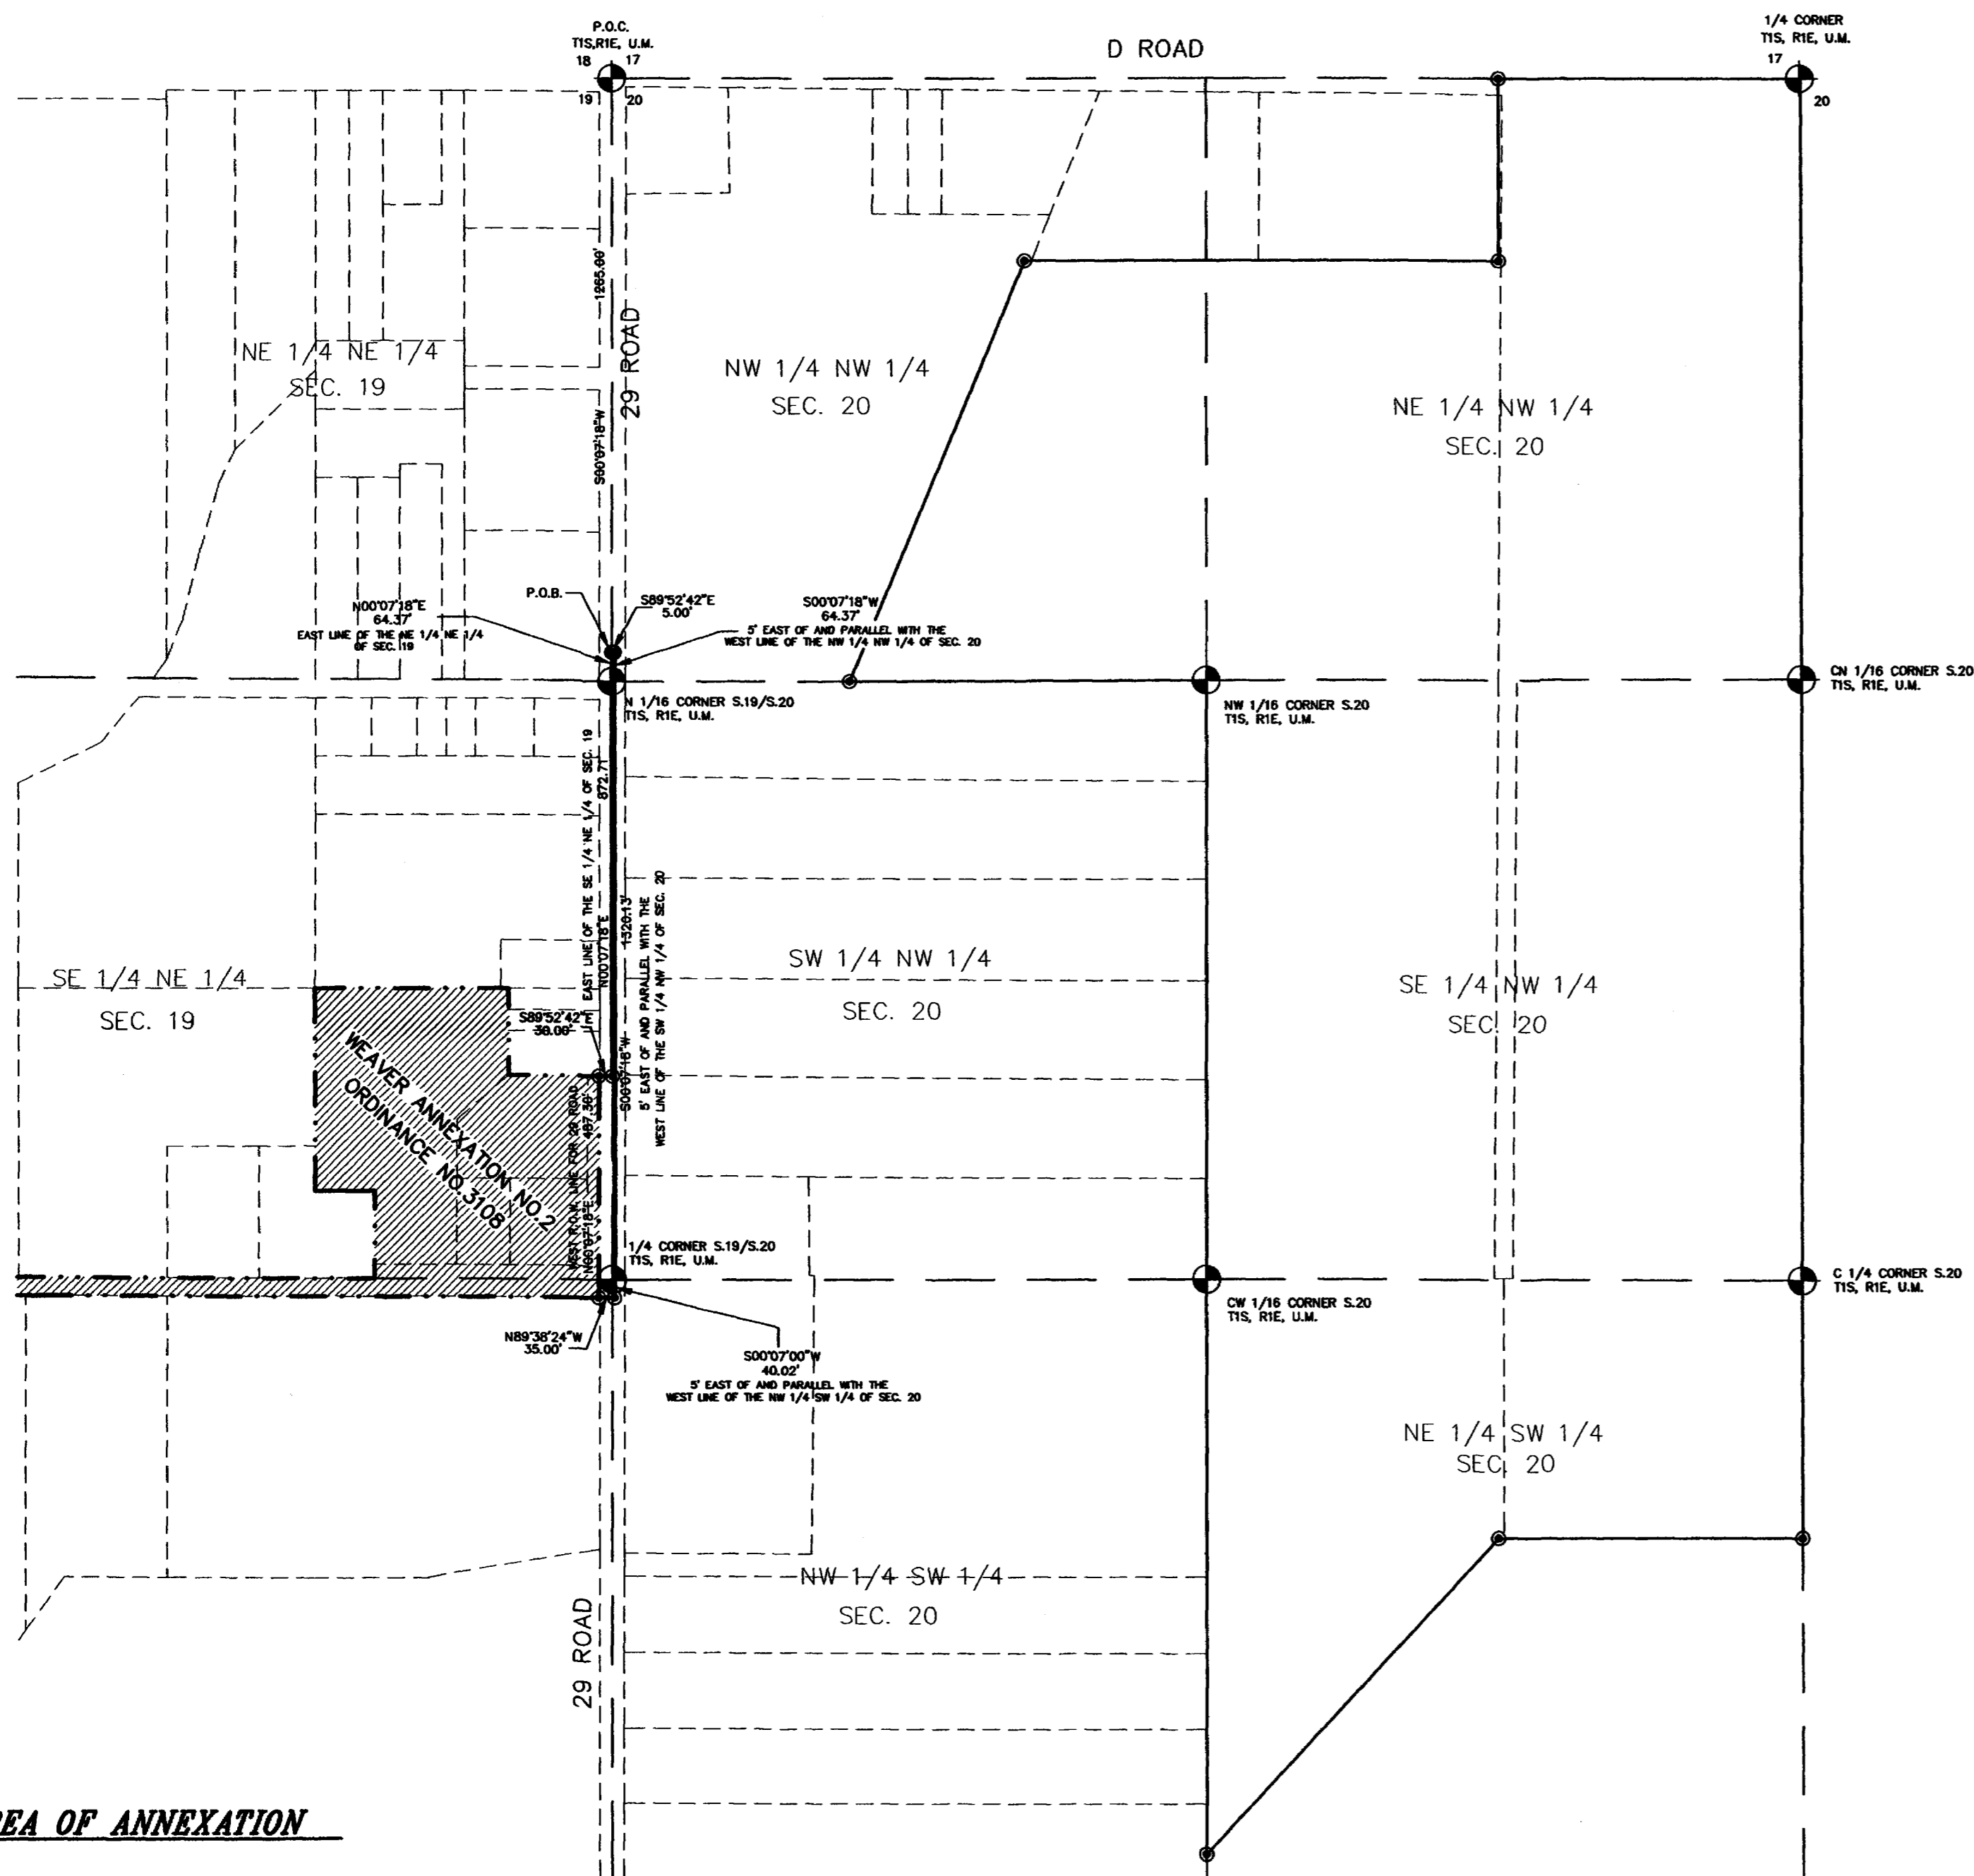 P.O.C.
T1S,R1E, U.M.
18 17
19 20
D ROAD
1/4 CORNER
T1S, R1E, U.M.
17
20
1265.00'
S00°07'18"W
29 ROAD
NE 1/4 NE 1/4
SEC. 19
NW 1/4 NW 1/4
SEC. 20
NE 1/4 NW 1/4
SEC. 20
P.O.B.
S89°52'42"E
5.00'
N00°07'18"E
64.37'
EAST LINE OF THE NE 1/4 NE 1/4
OF SEC. 19
S00°07'18"W
64.37'
5' EAST OF AND PARALLEL WITH THE
WEST LINE OF THE NW 1/4 NW 1/4 OF SEC. 20
N 1/16 CORNER S.19/S.20
T1S, R1E, U.M.
NW 1/16 CORNER S.20
T1S, R1E, U.M.
CN 1/16 CORNER S.20
T1S, R1E, U.M.
EAST LINE OF THE SE 1/4 NE 1/4 OF SEC. 19
N00°07'18"E
872.71'
S00°07'18"W
1320.13'
5' EAST OF AND PARALLEL WITH THE
WEST LINE OF THE SW 1/4 NW 1/4 OF SEC. 20
SE 1/4 NE 1/4
SEC. 19
SW 1/4 NW 1/4
SEC. 20
SE 1/4 NW 1/4
SEC. 20
S89°52'42"E
30.00'
WEAVER ANNEXATION NO.2
ORDINANCE NO.3108
WEST R.O.W. LINE FOR 29 ROAD
N00°07'18"E
1/4 CORNER S.19/S.20
T1S, R1E, U.M.
CW 1/16 CORNER S.20
T1S, R1E, U.M.
C 1/4 CORNER S.20
T1S, R1E, U.M.
N89°38'24"W
35.00'
S00°07'00"W
40.02'
5' EAST OF AND PARALLEL WITH THE
WEST LINE OF THE NW 1/4 SW 1/4 OF SEC. 20
NE 1/4 SW 1/4
SEC. 20
NW 1/4 SW 1/4
SEC. 20
29 ROAD
OF ANNEXATION